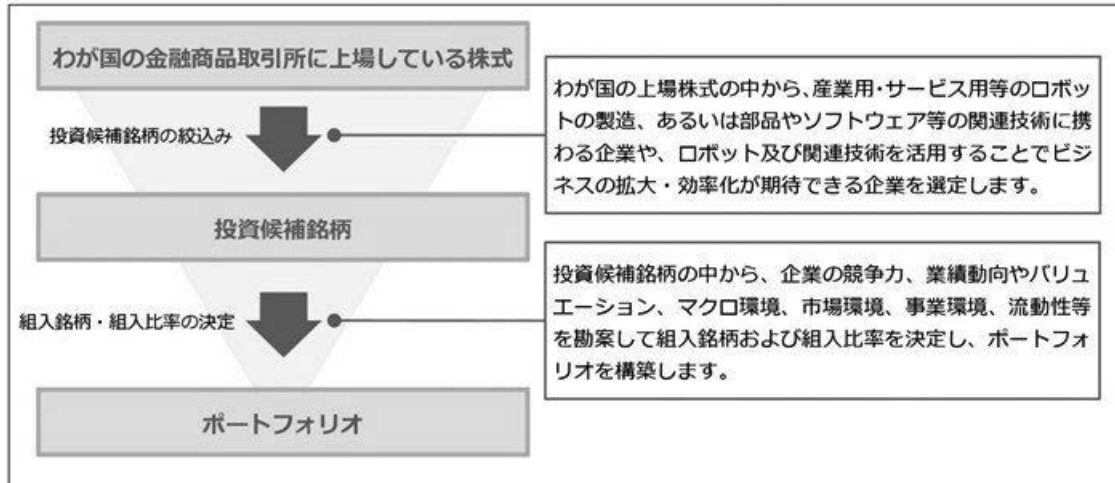 わが国の金融商品取引所に上場している株式
投資候補銘柄の絞込み
わが国の上場株式の中から、産業用・サービス用等のロボッ
トの製造、あるいは部品やソフトウェア等の関連技術に携
わる企業や、ロボット及び関連技術を活用することでビジ
ネスの拡大・効率化が期待できる企業を選定します。
投資候補銘柄
組入銘柄・組入比率の決定
投資候補銘柄の中から、企業の競争力、業績動向やバリュ
エーション、マクロ環境、市場環境、事業環境、流動性等
を勘案して組入銘柄および組入比率を決定し、ポートフォ
リオを構築します。
ポートフォリオ